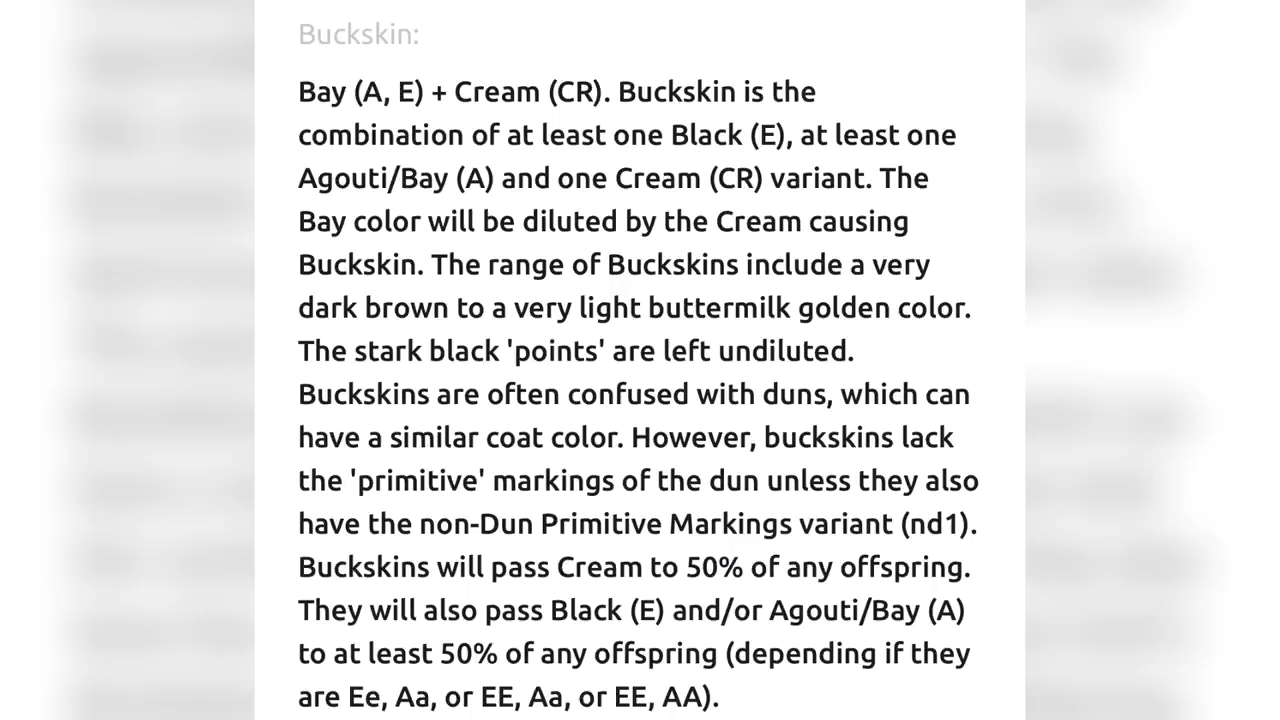 Buckskin:
Bay (A, E) + Cream (CR). Buckskin is the
combination of at least one Black (E), at least one
Agouti/Bay (A) and one Cream (CR) variant. The
Bay color will be diluted by the Cream causing
Buckskin. The range of Buckskins include a very
dark brown to a very light buttermilk golden color.
The stark black 'points' are left undiluted.
Buckskins are often confused with duns, which can
have a similar coat color. However, buckskins lack
the 'primitive' markings of the dun unless they also
have the non-Dun Primitive Markings variant (nd1).
Buckskins will pass Cream to 50% of any offspring.
They will also pass Black (E) and/or Agouti/Bay (A)
to at least 50% of any offspring (depending if they
are Ee, Aa, or EE, Aa, or EE, AA).